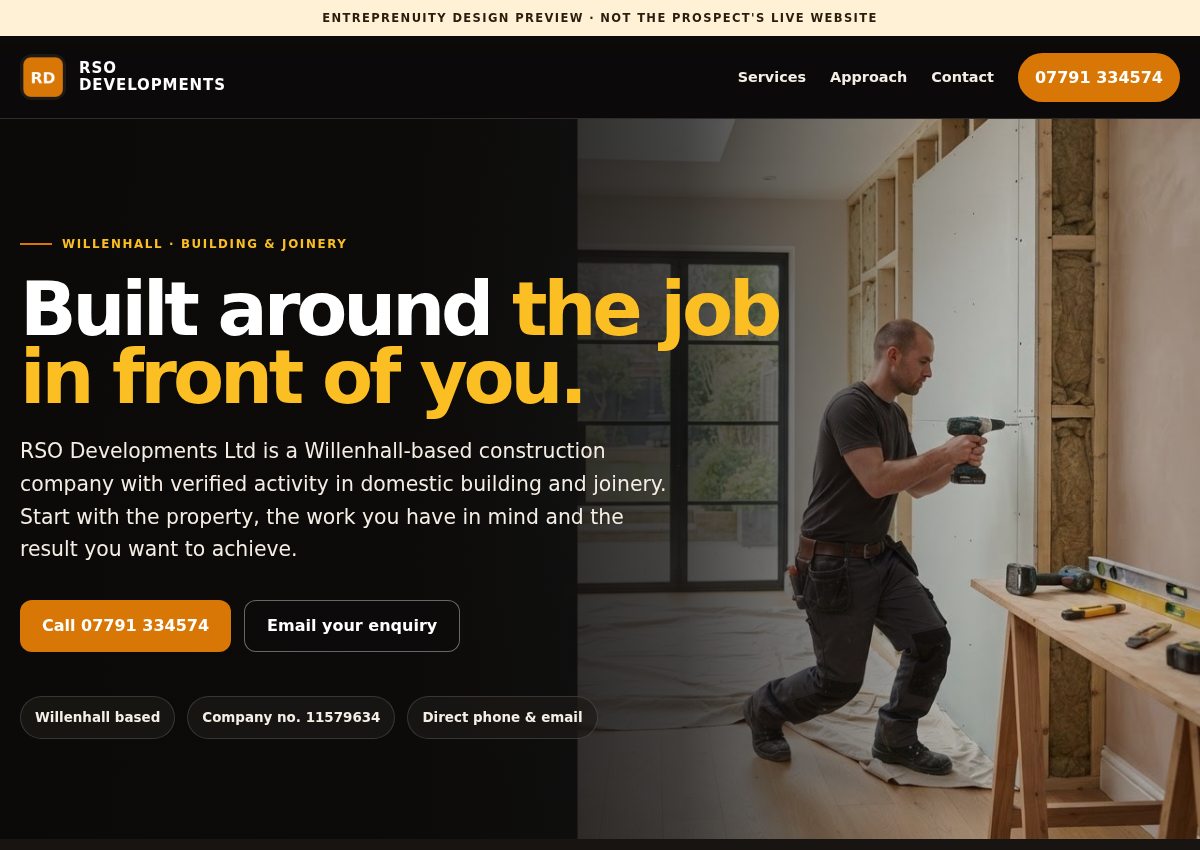 ENTREPRENUITY DESIGN PREVIEW · NOT THE PROSPECT'S LIVE WEBSITE
RD
RSO
DEVELOPMENTS
Services
Approach
Contact
07791 334574
WILLENHALL · BUILDING & JOINERY
Built around the job
in front of you.
RSO Developments Ltd is a Willenhall-based construction
company with verified activity in domestic building and joinery.
Start with the property, the work you have in mind and the
result you want to achieve.
Call 07791 334574
Email your enquiry
Willenhall based
Company no. 11579634
Direct phone & email